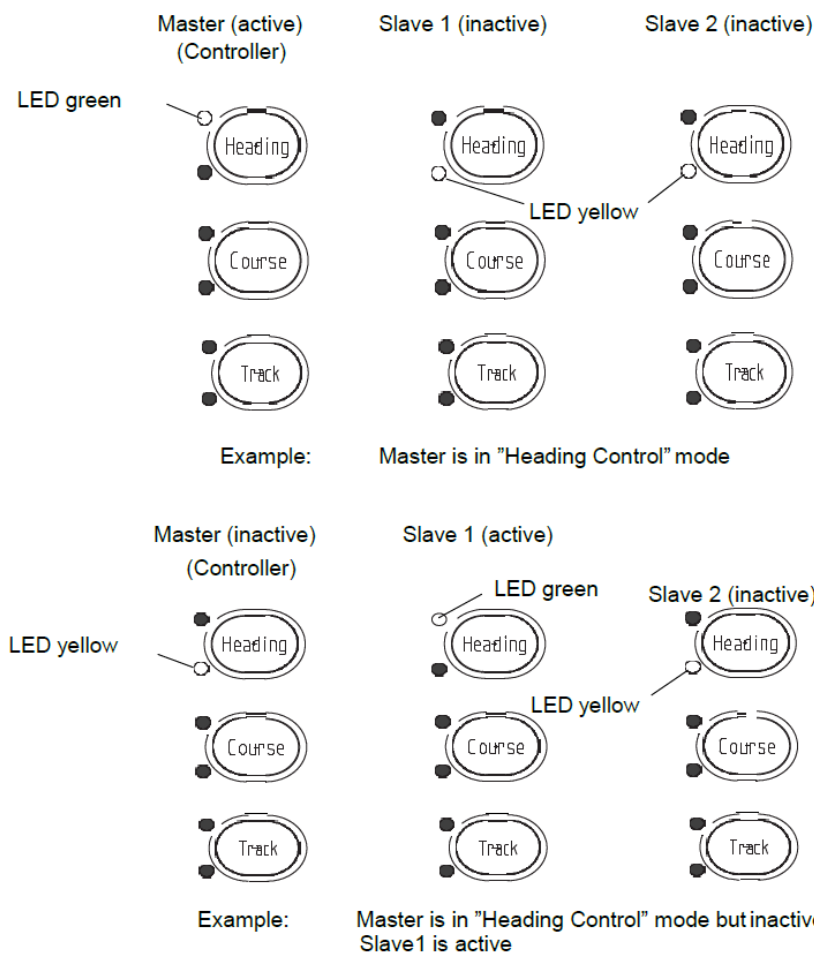 Master (active) Slave 1 (inactive) Slave 2 (inactive)
(Controller)
LED green
Heading Heading Heading
LED yellow
Course Course Course
Track Track Track
Example: Master is in ”Heading Control” mode
Master (inactive) Slave 1 (active)
(Controller)
LED green
Slave 2 (inactive)
LED yellow
Heading Heading Heading
LED yellow
Course Course Course
Track Track Track
Example: Master is in ”Heading Control” mode but inactive
Slave1 is active